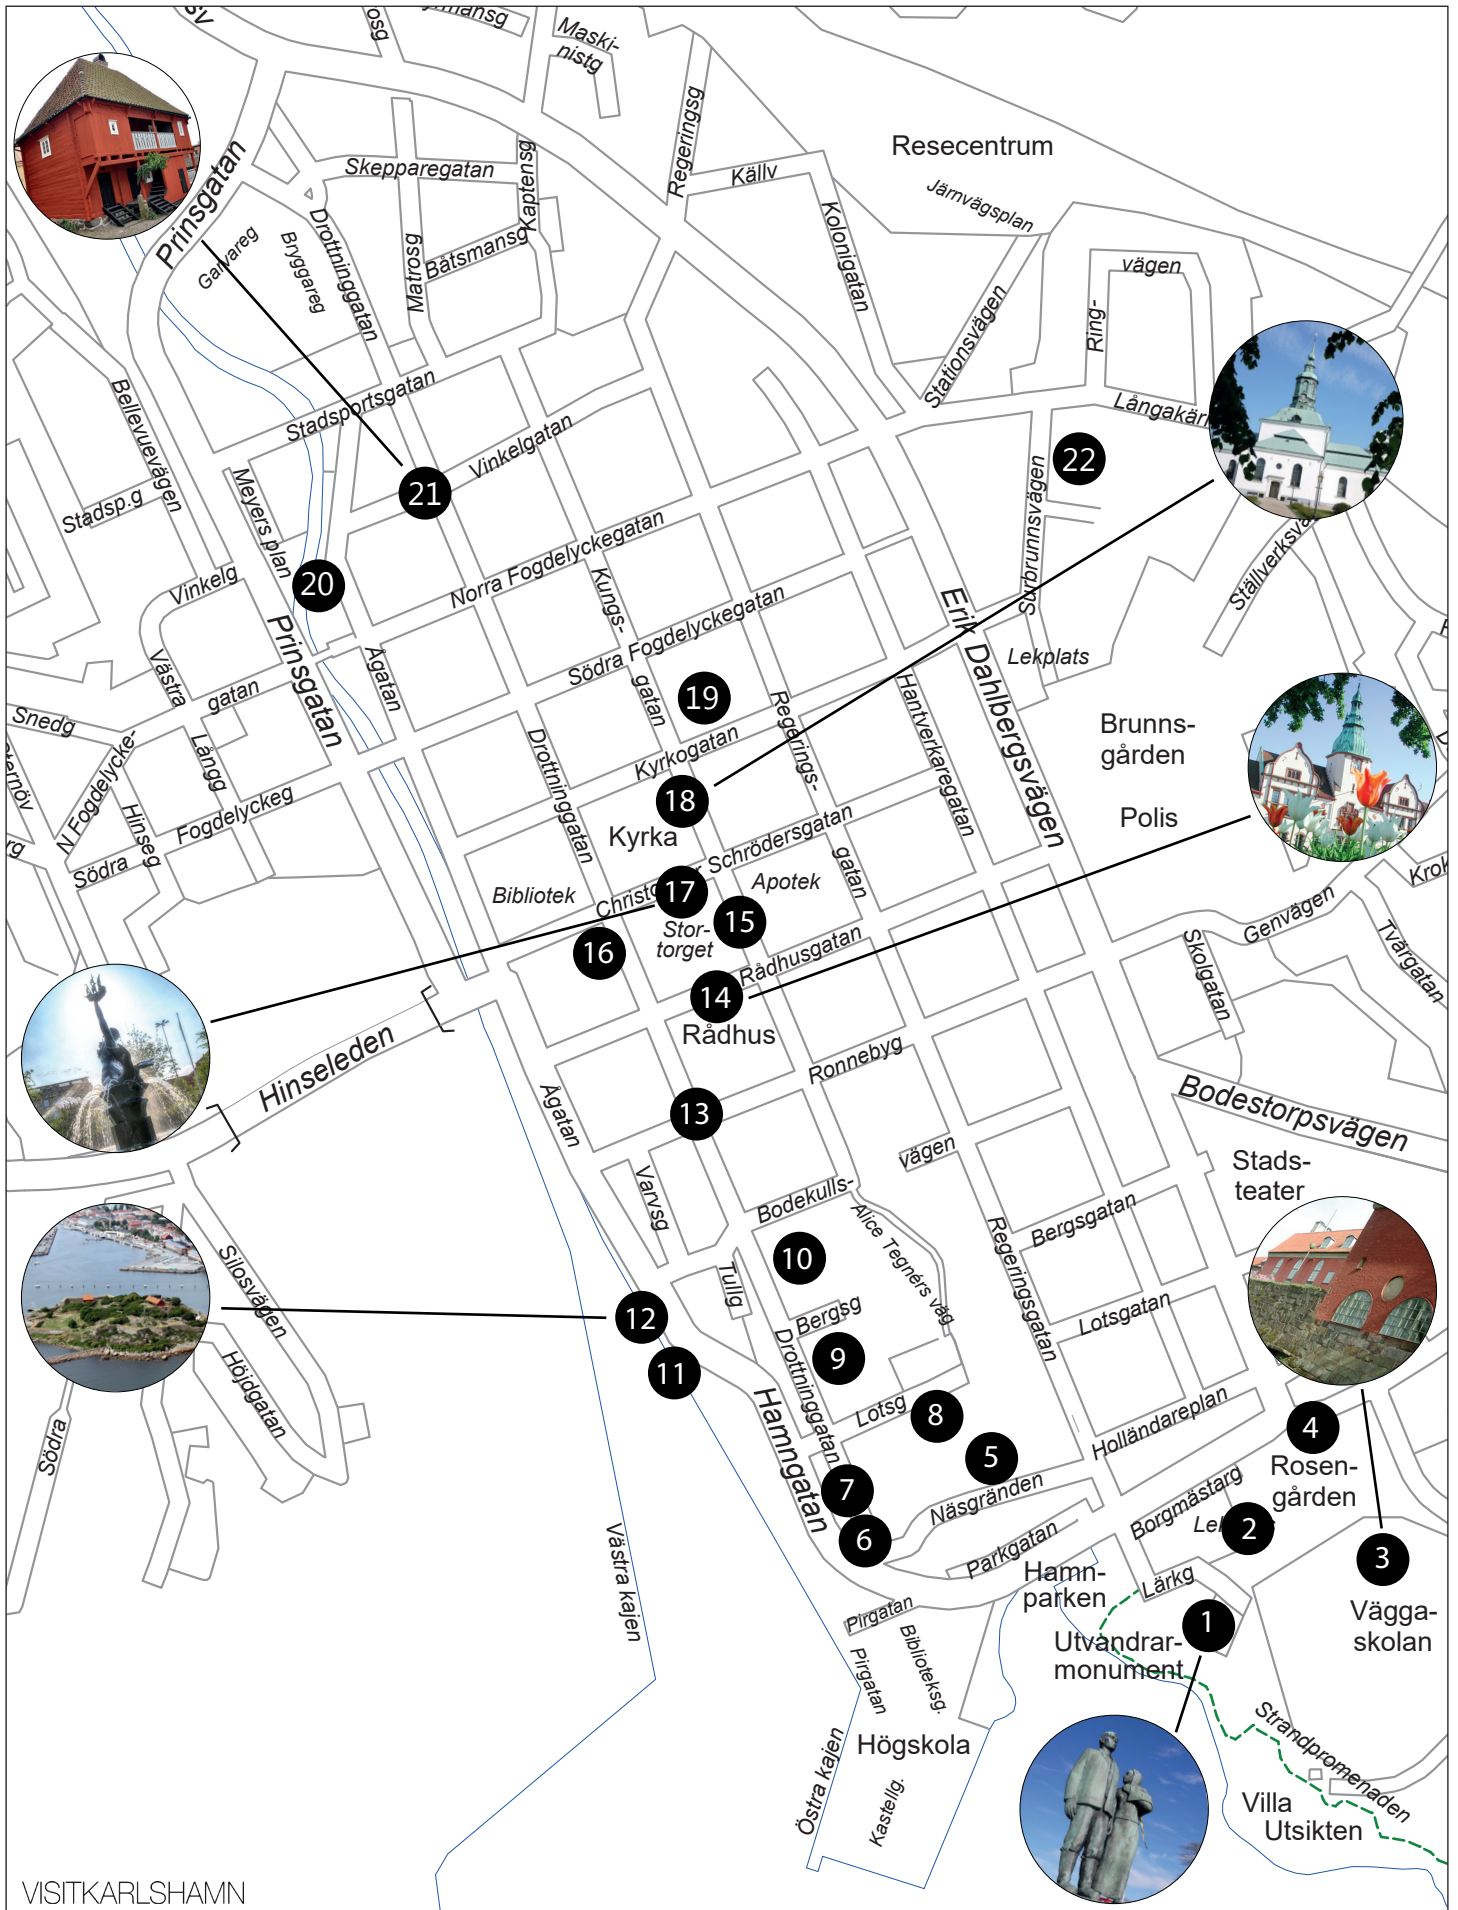 Maski-
nistg
Regeringsg
Resecentrum
Järnvägsplan
Källv
Kolonigatan
Skepparegatan
Kaptensg
Prinsgatan
Garvareg
Bryggareg
Drottninggatan
Matrosg
Båtsmansg
vägen
Ring-
Stationsvägen
Långakärr
Bellevuevägen
Stadsportsgatan
Vinkelgatan
22
21
Stadsp.g
Meyers plan
Surbrunnsvägen
Norra Fogdelyckegatan
Ställverksvä
Vinkelg
20
Kungs-
gatan
Erik Dahlbergsvägen
Södra Fogdelyckegatan
Prinsgatan
Ågatan
Lekplats
Västra
gatan
19
Snedg
Regerings-
gatan
Hantverkaregatan
Brunns-
gården
N Fogdelycke-
Långg
Drottninggatan
Kyrkogatan
18
Kyrka
Hinseg
Fogdelyckeg
Södra
Polis
Schrödersgatan
17
Bibliotek
Apotek
15
Stor-
torget
16
Krok
Genvägen
Tvärgatan
Skolgatan
Rådhusgatan
14
Rådhus
Hinseleden
Ronnebyg
Ågatan
13
Bodestorpsvägen
vägen
Stads-
teater
Varvsg
Bodekulls-
Alice Tegnérs väg
Regeringsgatan
Bergsgatan
10
Silosvägen
Tullg
Bergsg
12
Lotsgatan
11
9
Höjdgatan
Drottninggatan
Hamngatan
Lotsg
8
Holländareplan
4
Södra
5
Rosen-
gården
7
Näsgränden
Borgmästarg
2
6
Parkgatan
3
Västra kajen
Hamn-
parken
Lärkg
Pirgatan
1
Vägga-
skolan
Utvandrar-
monument
Pirgatan
Biblioteksg.
Strandpromenaden
Högskola
Östra kajen
Kastellg.
Villa
Utsikten
VISITKARLSHAMN